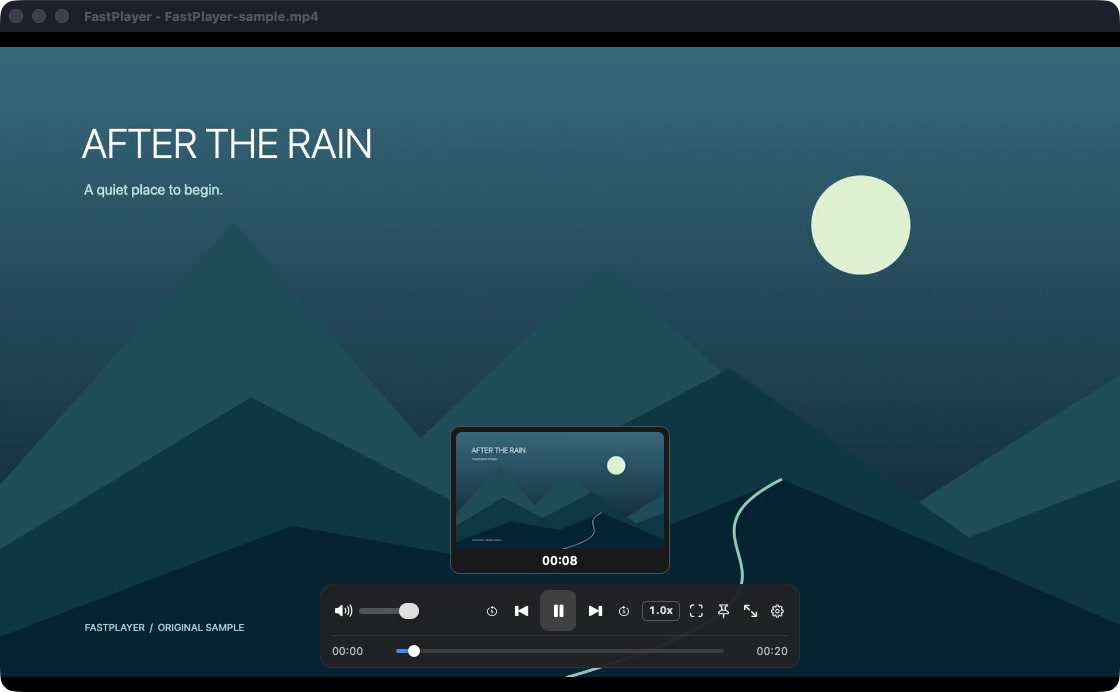 FastPlayer - FastPlayer-sample.mp4
AFTER THE RAIN
A quiet place to begin.
AFTER THE RAIN
00:08
FASTPLAYER / ORIGINAL SAMPLE
1.0x
00:00
00:20